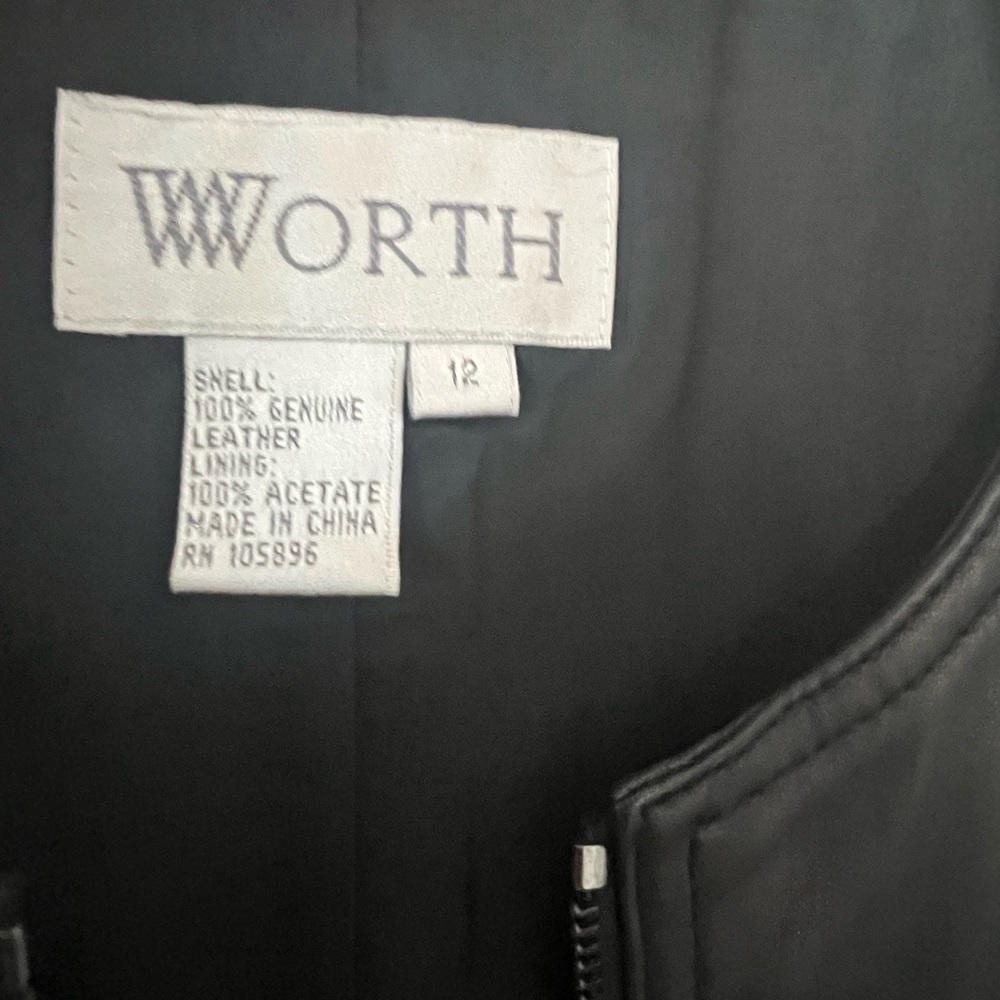 WORTH
12
SHELL:
100% GENUINE
LEATHER
LINING:
100% ACETATE
MADE IN CHINA
RN 105896